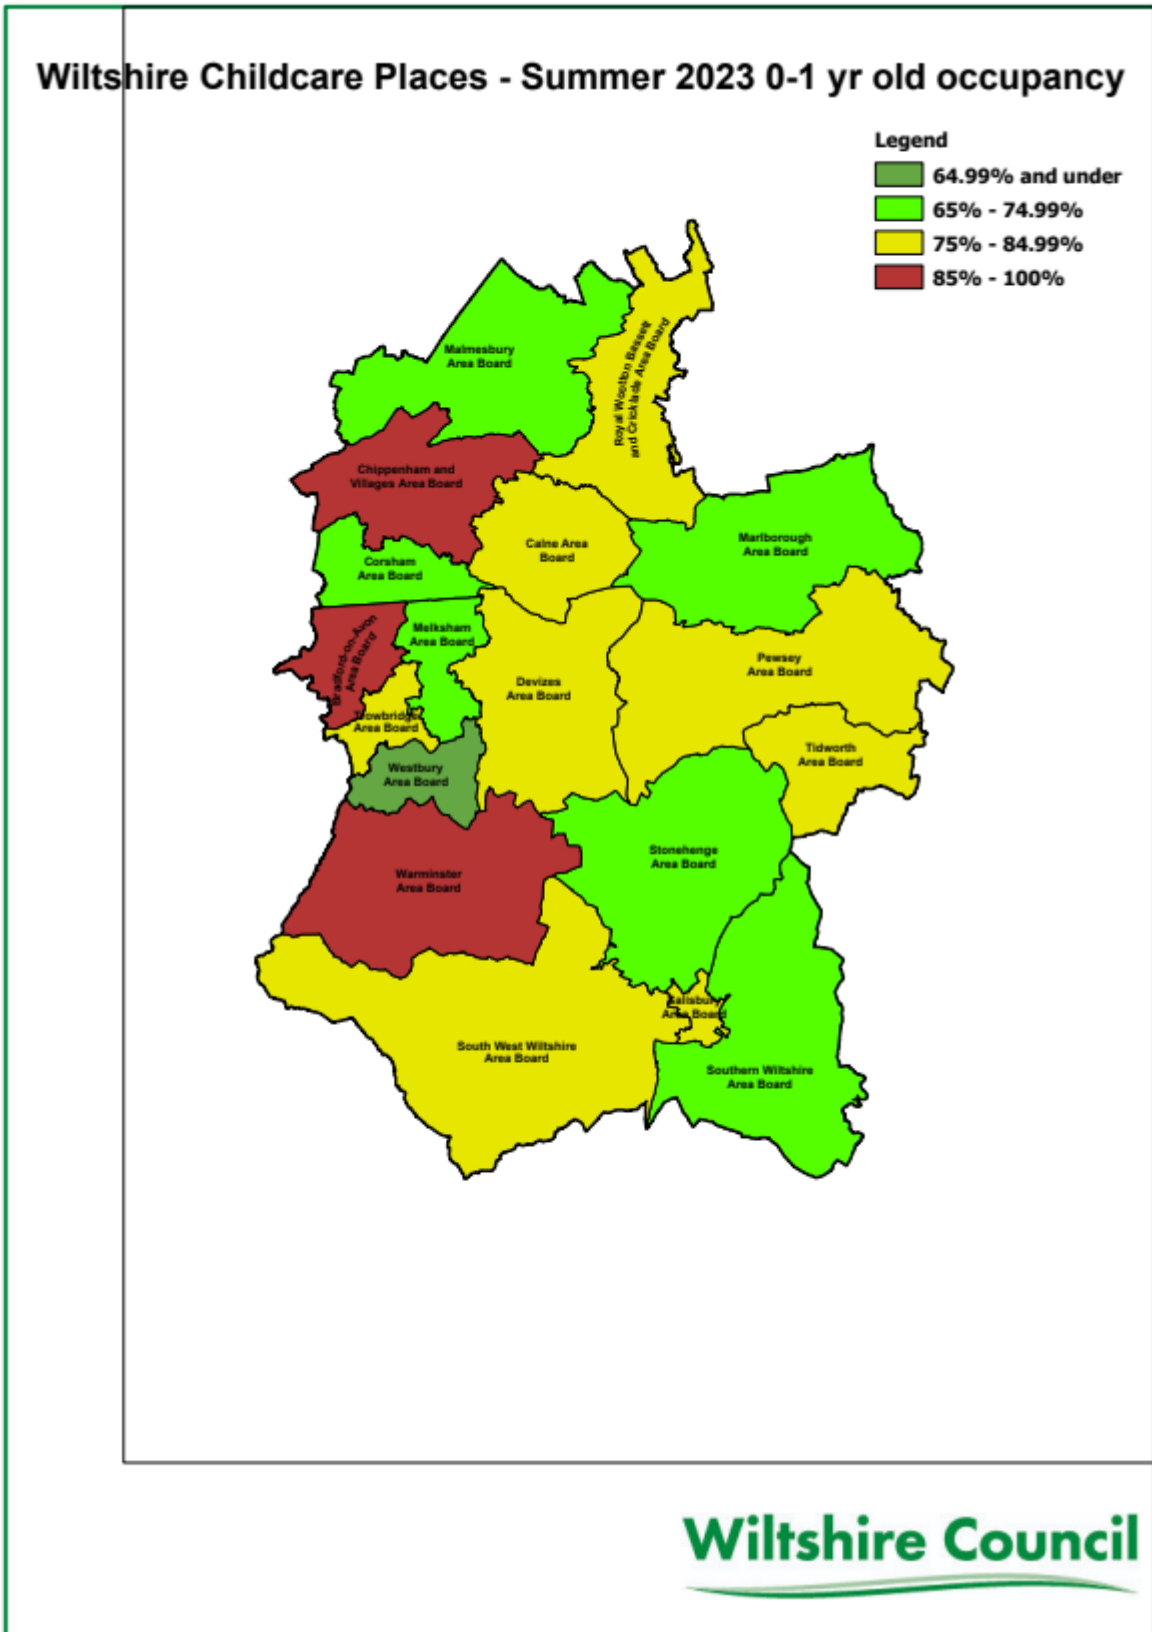 Wiltshire Childcare Places - Summer 2023 0-1 yr old occupancy
Legend
64.99% and under
65% - 74.99%
75% - 84.99%
85% - 100%
Malmesbury
Area Board
Royal Wootton Bassett
and Cricklade Area Board
Chippenham and
Villages Area Board
Calne Area
Board
Marlborough
Area Board
Corsham
Area Board
Bradford-on-Avon
Area Board
Melksham
Area Board
Devizes
Area Board
Pewsey
Area Board
Trowbridge
Area Board
Tidworth
Area Board
Westbury
Area Board
Stonehenge
Area Board
Warminster
Area Board
Salisbury
Area Board
South West Wiltshire
Area Board
Southern Wiltshire
Area Board
Wiltshire Council